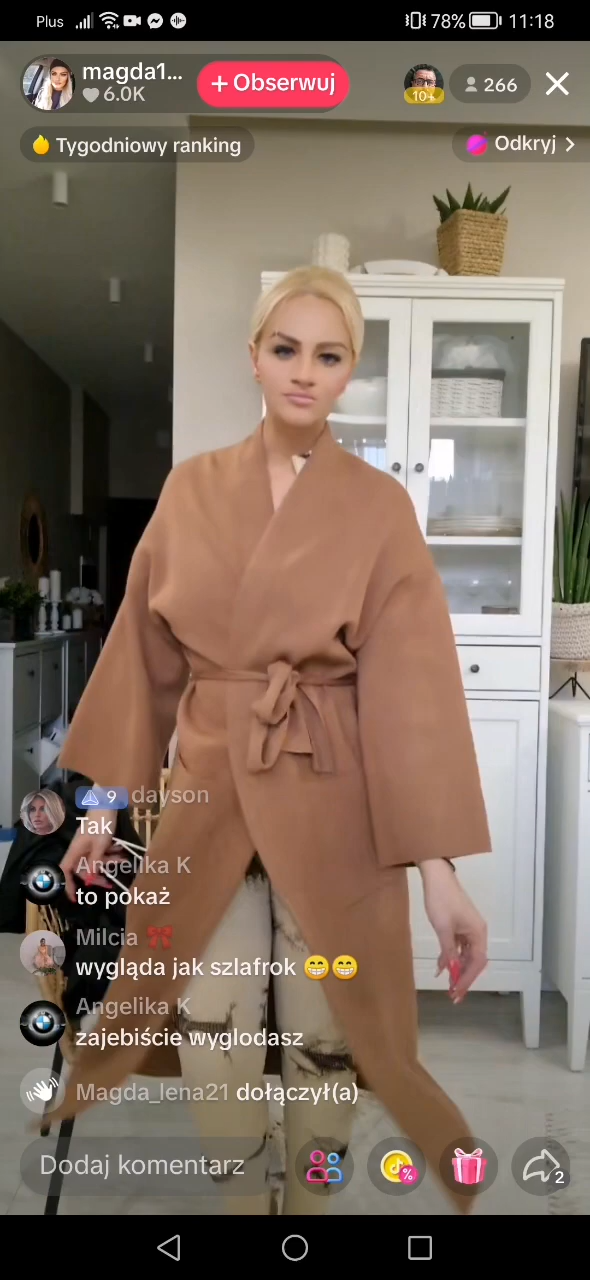 Plus 78% 11:18
magda1... + Obserwuj 10+ 266
6.0K
Tygodniowy ranking Odkryj >
9 dayson
Tak
Angelika K
to pokaż
Milcia
wygląda jak szlafrok
Angelika K
zajebiście wyglodasz
Magda_lena21 dołączył(a)
Dodaj komentarz % 2